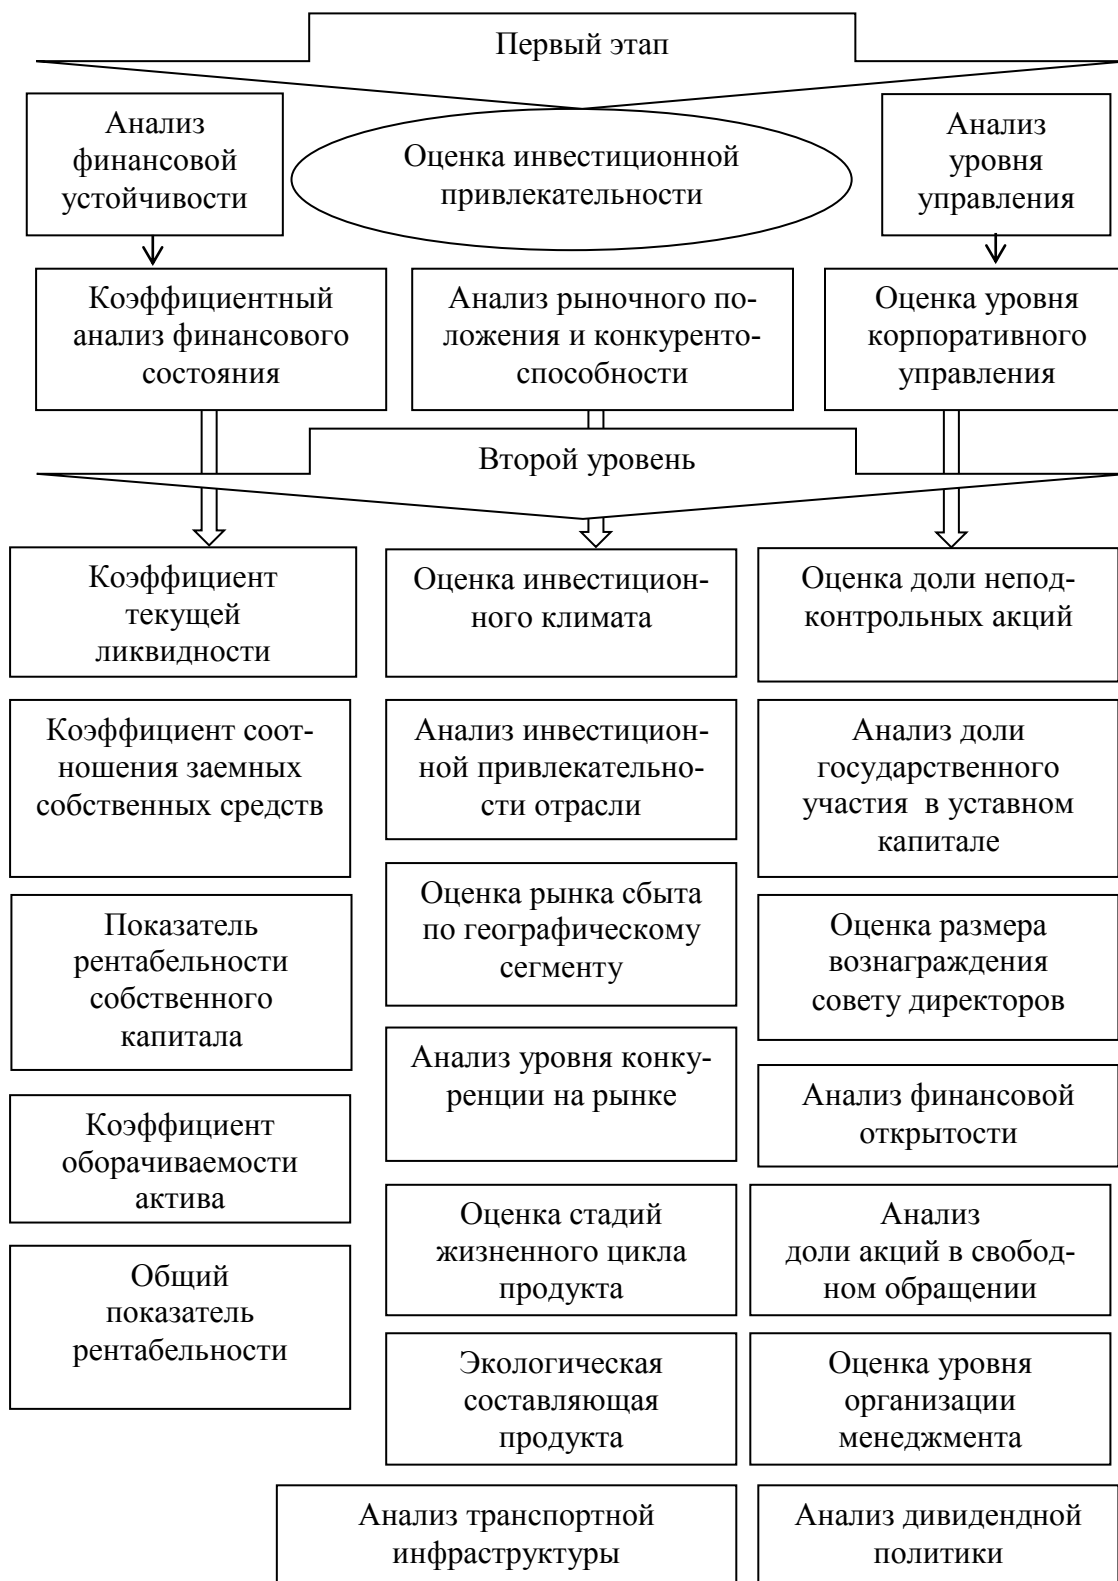 Первый этап
Анализ
финансовой
устойчивости
Оценка инвестиционной
привлекательности
Анализ
уровня
управления
Коэффициентный
анализ финансового
состояния
Анализ рыночного по-
ложения и конкуренто-
способности
Оценка уровня
корпоративного
управления
Второй уровень
Коэффициент
текущей
ликвидности
Коэффициент соот-
ношения заемных
собственных средств
Показатель
рентабельности
собственного
капитала
Коэффициент
оборачиваемости
актива
Общий
показатель
рентабельности
Оценка инвестицион-
ного климата
Анализ инвестицион-
ной привлекательно-
сти отрасли
Оценка рынка сбыта
по географическому
сегменту
Анализ уровня конку-
ренции на рынке
Оценка стадий
жизненного цикла
продукта
Экологическая
составляющая
продукта
Анализ транспортной
инфраструктуры
Оценка доли непод-
контрольных акций
Анализ доли
государственного
участия в уставном
капитале
Оценка размера
вознаграждения
совету директоров
Анализ финансовой
открытости
Анализ
доли акций в свобод-
ном обращении
Оценка уровня
организации
менеджмента
Анализ дивидендной
политики